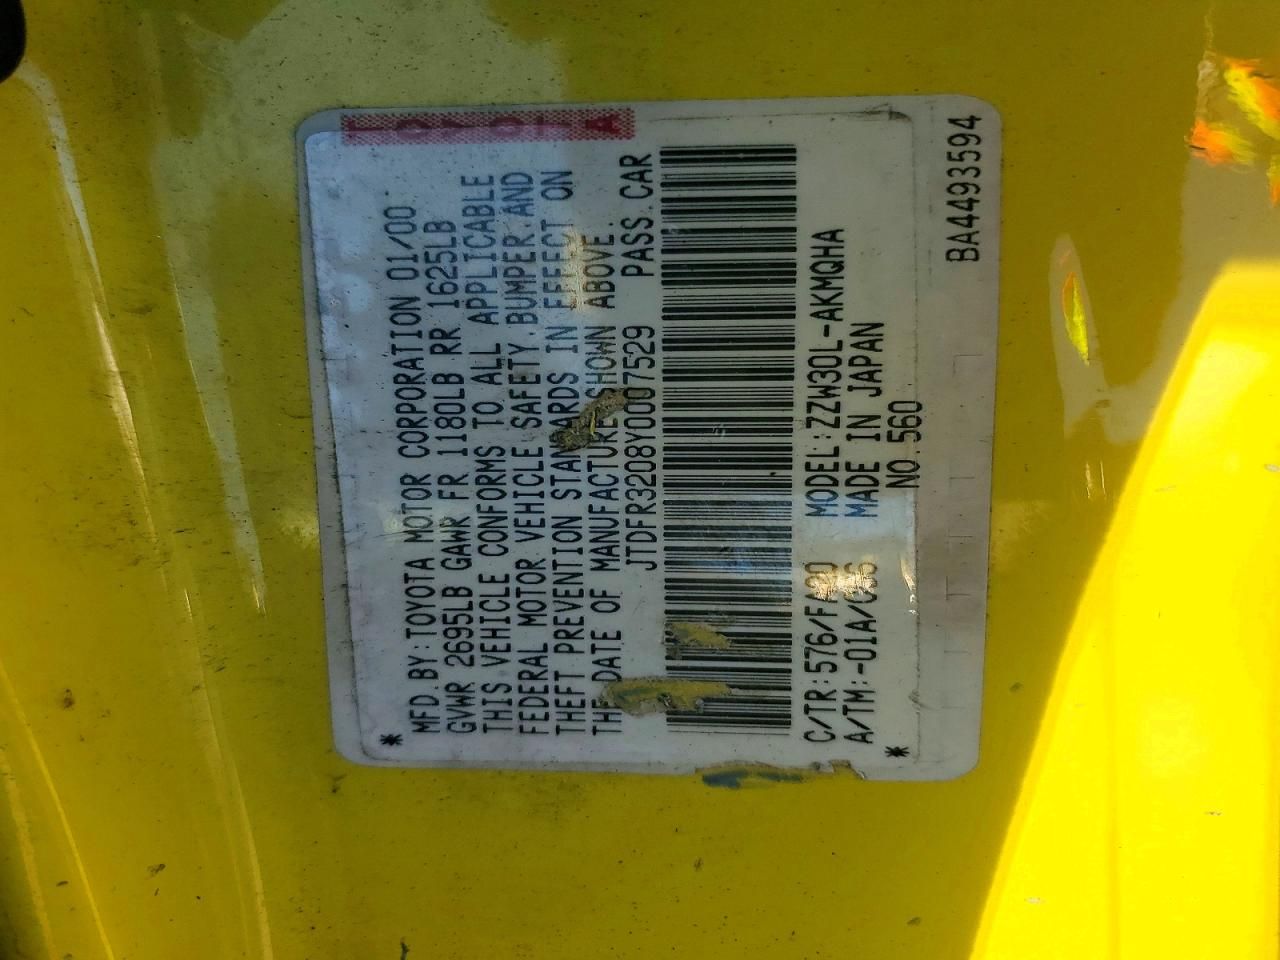 TOYOTA
MFD.BY:TOYOTA MOTOR CORPORATION 01/00
GVWR 2695LB GAWR FR 1180LB RR 1625LB
THIS VEHICLE CONFORMS TO ALL APPLICABLE
FEDERAL MOTOR VEHICLE SAFETY.BUMPER.AND
THEFT PREVENTION STANDARDS IN EFFECT ON
THE DATE OF MANUFACTURE SHOWN ABOVE.
JTDFR3208Y0007529 PASS.CAR
C/TR:576/FA20 MODEL:ZZW30L-AKMQHA
A/TM:-01A/C56 MADE IN JAPAN
NO.560
BA4493594